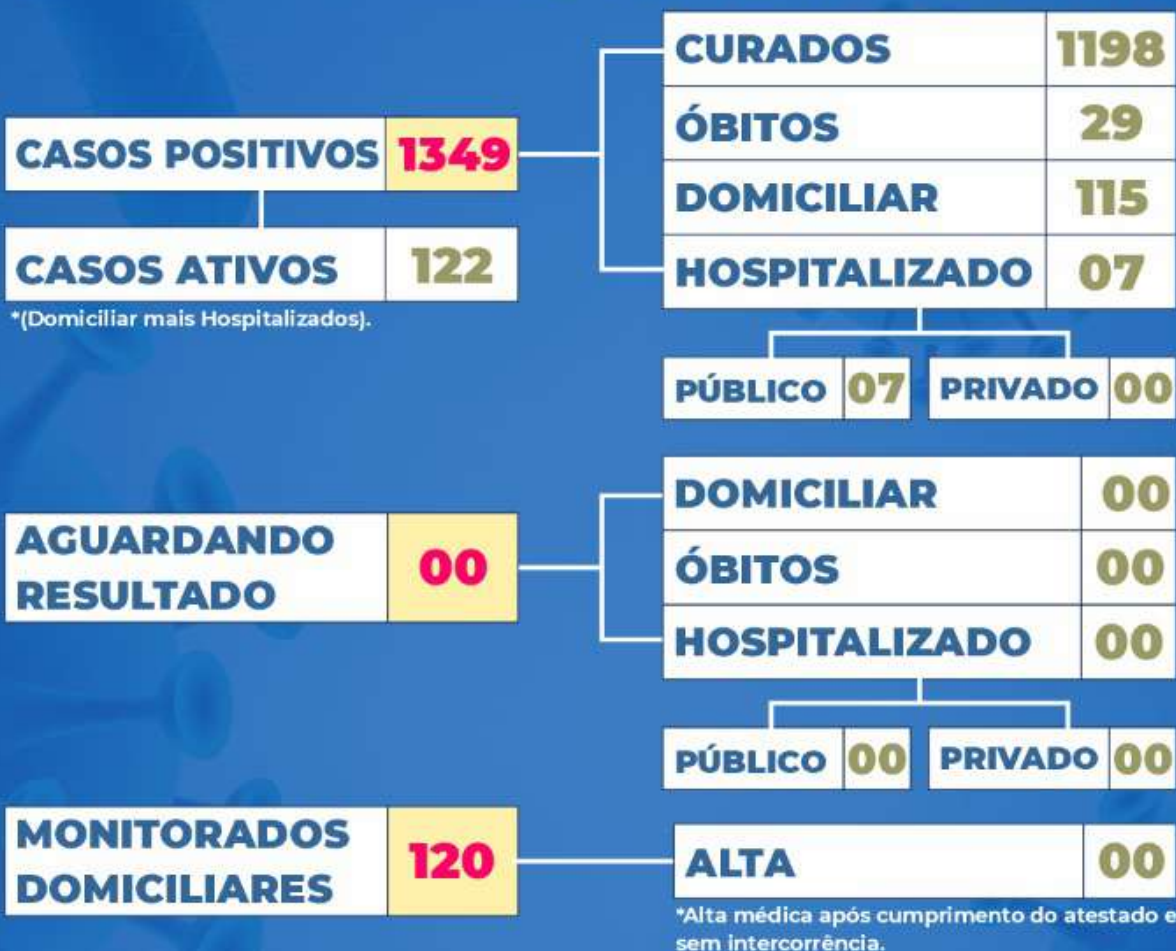 CASOS POSITIVOS 1349
CASOS ATIVOS 122
*(Domiciliar mais Hospitalizados).
CURADOS 1198
ÓBITOS 29
DOMICILIAR 115
HOSPITALIZADO 07
PÚBLICO 07 PRIVADO 00
AGUARDANDO
RESULTADO 00
DOMICILIAR 00
ÓBITOS 00
HOSPITALIZADO 00
PÚBLICO 00 PRIVADO 00
MONITORADOS
DOMICILIARES 120
ALTA 00
*Alta médica após cumprimento do atestado e
sem intercorrência.